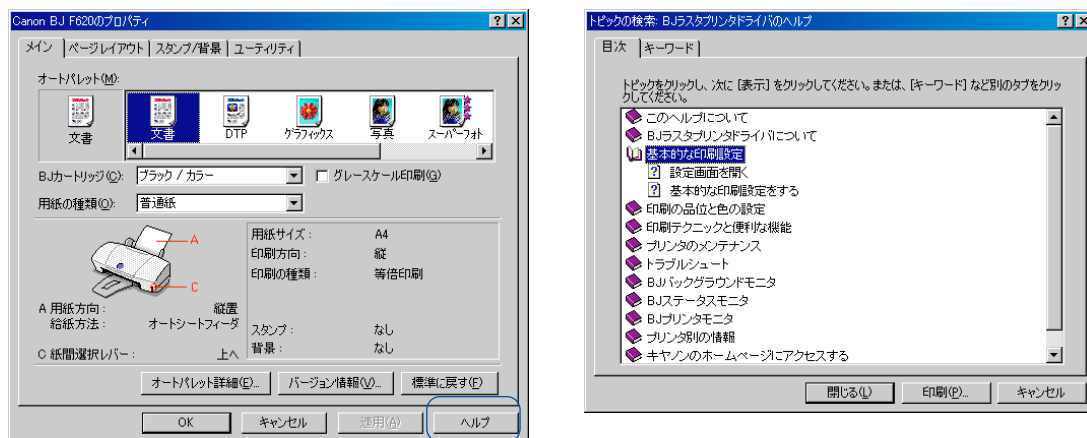 Canon BJ F620のプロパティ
メイン ページレイアウト スタンプ/背景 ユーティリティ
オートパレット(M):
文書
文書 DTP グラフィックス 写真 スーパーフォト
BJカートリッジ(C): ブラック / カラー グレースケール印刷(G)
用紙の種類(O): 普通紙
A
C
用紙サイズ : A4
印刷方向 : 縦
印刷の種類 : 等倍印刷
A 用紙方向 : 縦置
給紙方法 : オートシートフィーダ
スタンプ : なし
C 紙間選択レバー : 上へ
背景 : なし
オートパレット詳細(E)... バージョン情報(V)... 標準に戻す(F)
OK キャンセル 適用(A) ヘルプ
トピックの検索: BJラスタプリンタドライバのヘルプ
目次 キーワード
トピックをクリックし、次に [表示] をクリックしてください。または、[キーワード] など別のタブをクリッ
クしてください。
このヘルプについて
BJラスタプリンタドライバについて
基本的な印刷設定
設定画面を開く
基本的な印刷設定をする
印刷の品位と色の設定
印刷テクニックと便利な機能
プリンタのメンテナンス
トラブルシュート
BJバックグラウンドモニタ
BJステータスモニタ
BJプリンタモニタ
プリンタ別の情報
キヤノンのホームページにアクセスする
閉じる(L) 印刷(P)... キャンセル